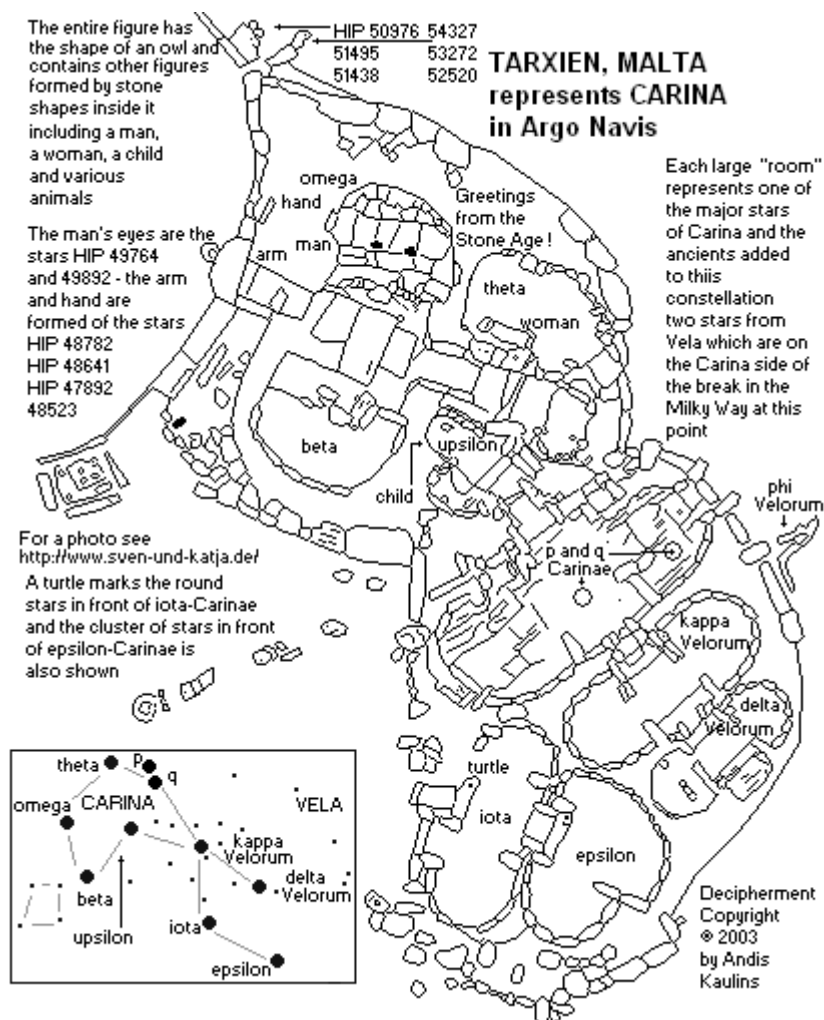 The entire figure has
the shape of an owl and
contains other figures
formed by stone
shapes inside it
including a man,
a woman, a child
and various
animals
HIP 50976 54327
51495 53272
51438 52520
TARXIEN, MALTA
represents CARINA
in Argo Navis
Each large "room"
represents one of
the major stars
of Carina and the
ancients added
to thiis
constellation
two stars from
Vela which are on
the Carina side of
the break in the
Milky Way at this
point
The man's eyes are the
stars HIP 49764
and 49892 - the arm
and hand are
formed of the stars
HIP 48782
HIP 48641
HIP 47892
48523
omega
hand
man
arm
Greetings
from the
Stone Age !
theta
woman
beta
upsilon
child
phi
Velorum
p and q
Carinae
kappa
Velorum
delta
Velorum
For a photo see
http://www.sven-und-katja.de/
A turtle marks the round
stars in front of iota-Carinae
and the cluster of stars in front
of epsilon-Carinae is
also shown
turtle
iota
epsilon
theta
p
q
omega
CARINA
VELA
kappa
Velorum
delta
Velorum
beta
upsilon
iota
epsilon
Decipherment
Copyright
® 2003
by Andis
Kaulins